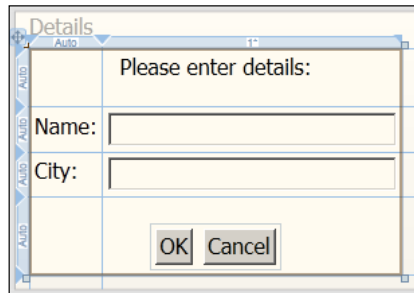 Details
Auto 1*
Auto
Please enter details:
Auto
Name:
Auto
City:
Auto
OK Cancel